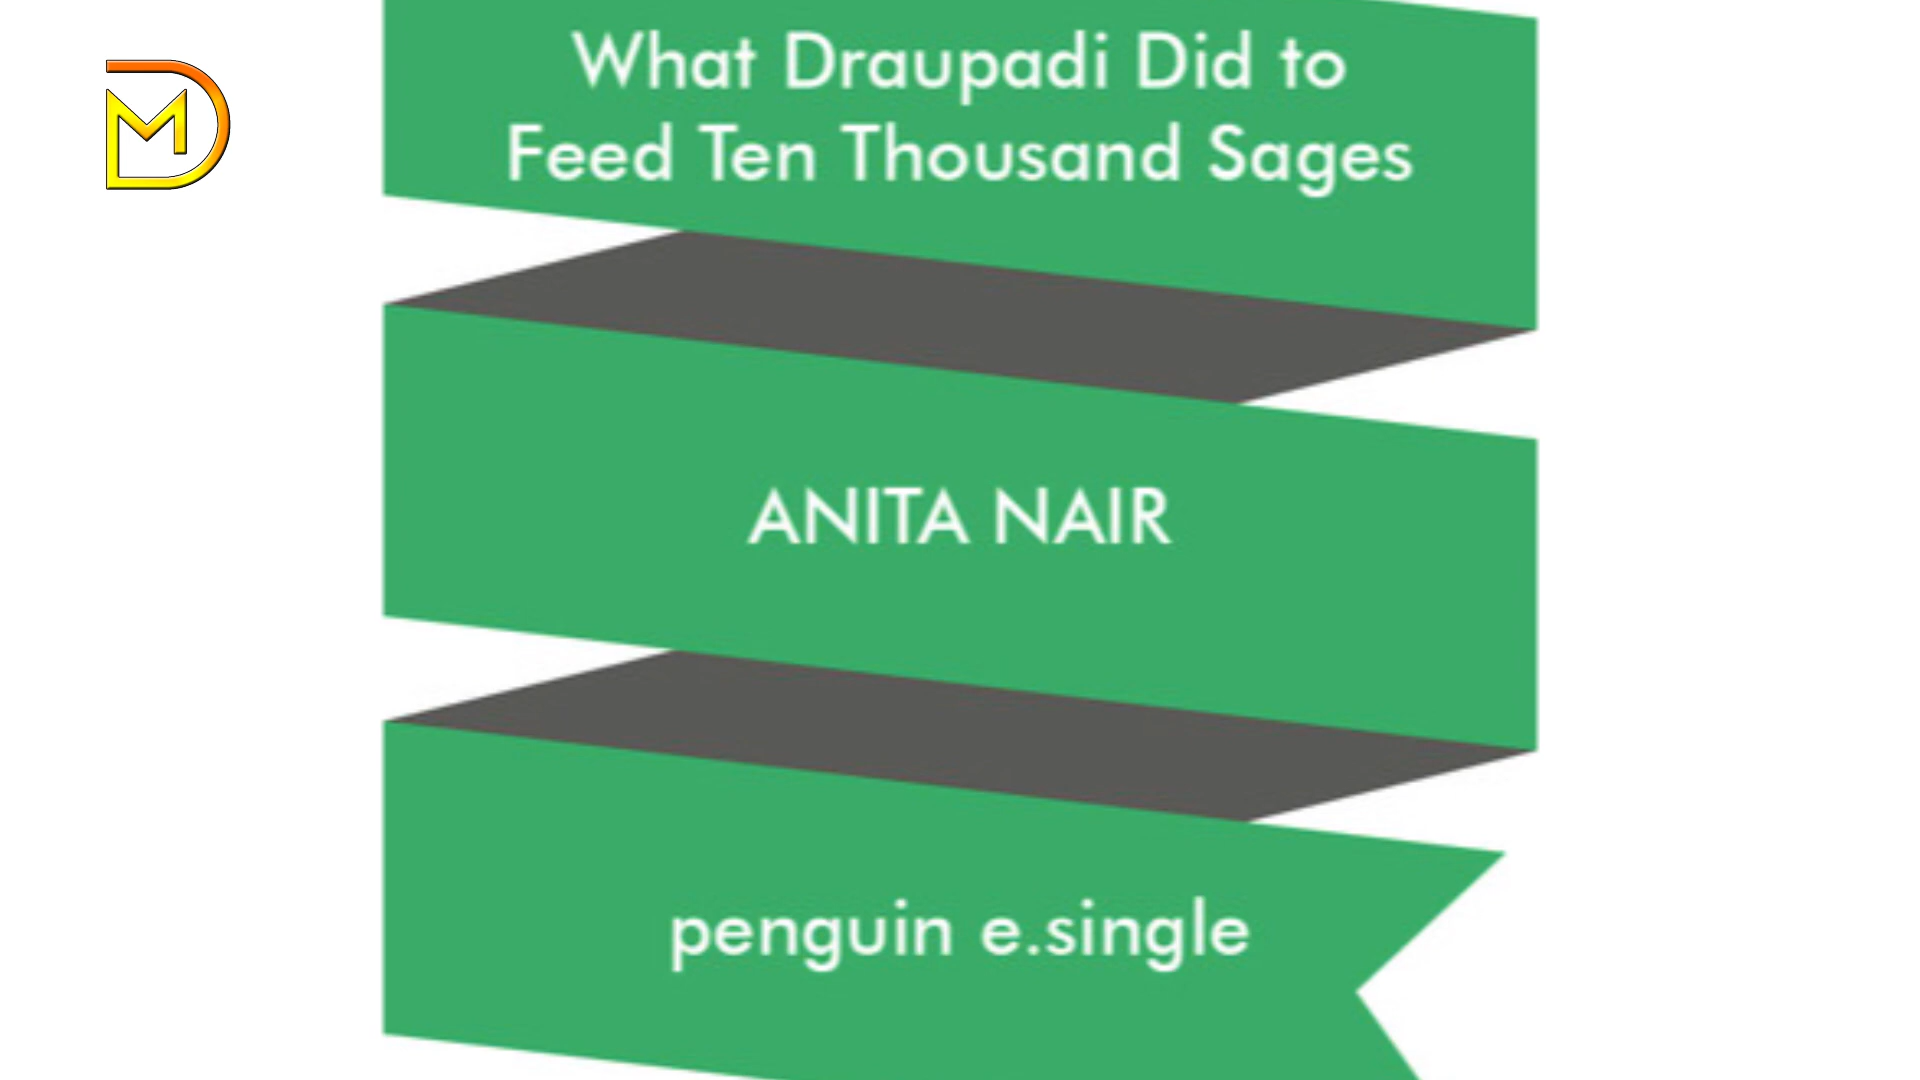 What Draupadi Did to
Feed Ten Thousand Sages
ANITA NAIR
penguin e.single